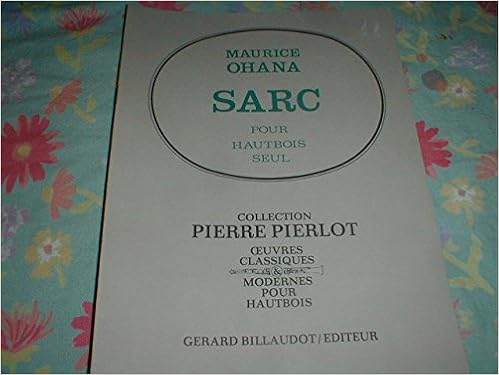 MAURICE
OHANA
SARC
POUR
HAUTBOIS
SEUL
COLLECTION
PIERRE PIERLOT
ŒUVRES
CLASSIQUES
&
MODERNES
POUR
HAUTBOIS
GERARD BILLAUDOT/EDITEUR